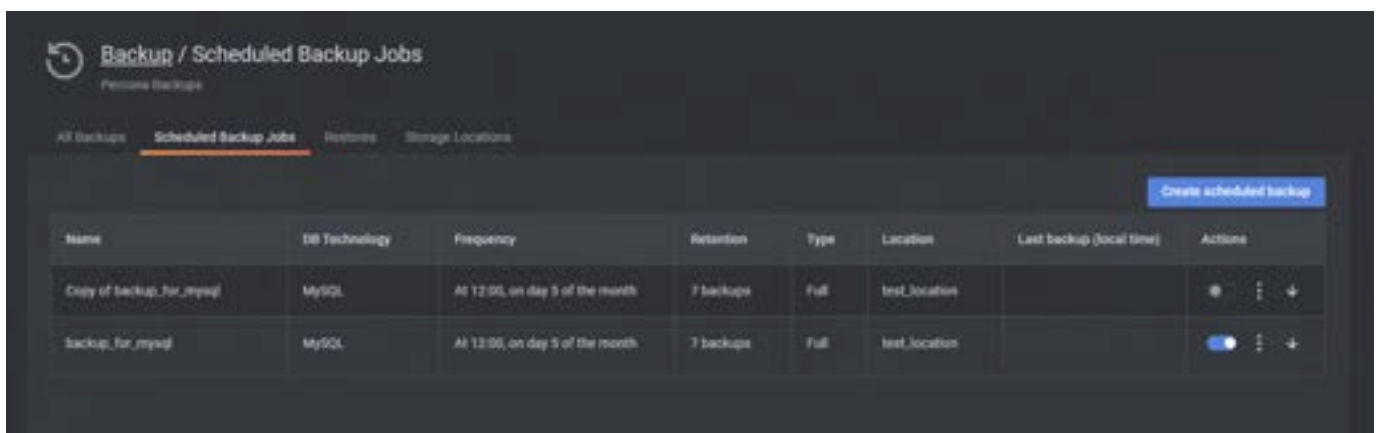 Backup / Scheduled Backup Jobs
Percona Backups
All Backups Scheduled Backup Jobs Restores Storage Locations
Create scheduled backup
Name DB Technology Frequency Retention Type Location Last backup (local time) Actions
Copy of backup_for_mysql MySQL At 12:00, on day 5 of the month 7 backups Full test_location
backup_for_mysql MySQL At 12:00, on day 5 of the month 7 backups Full test_location